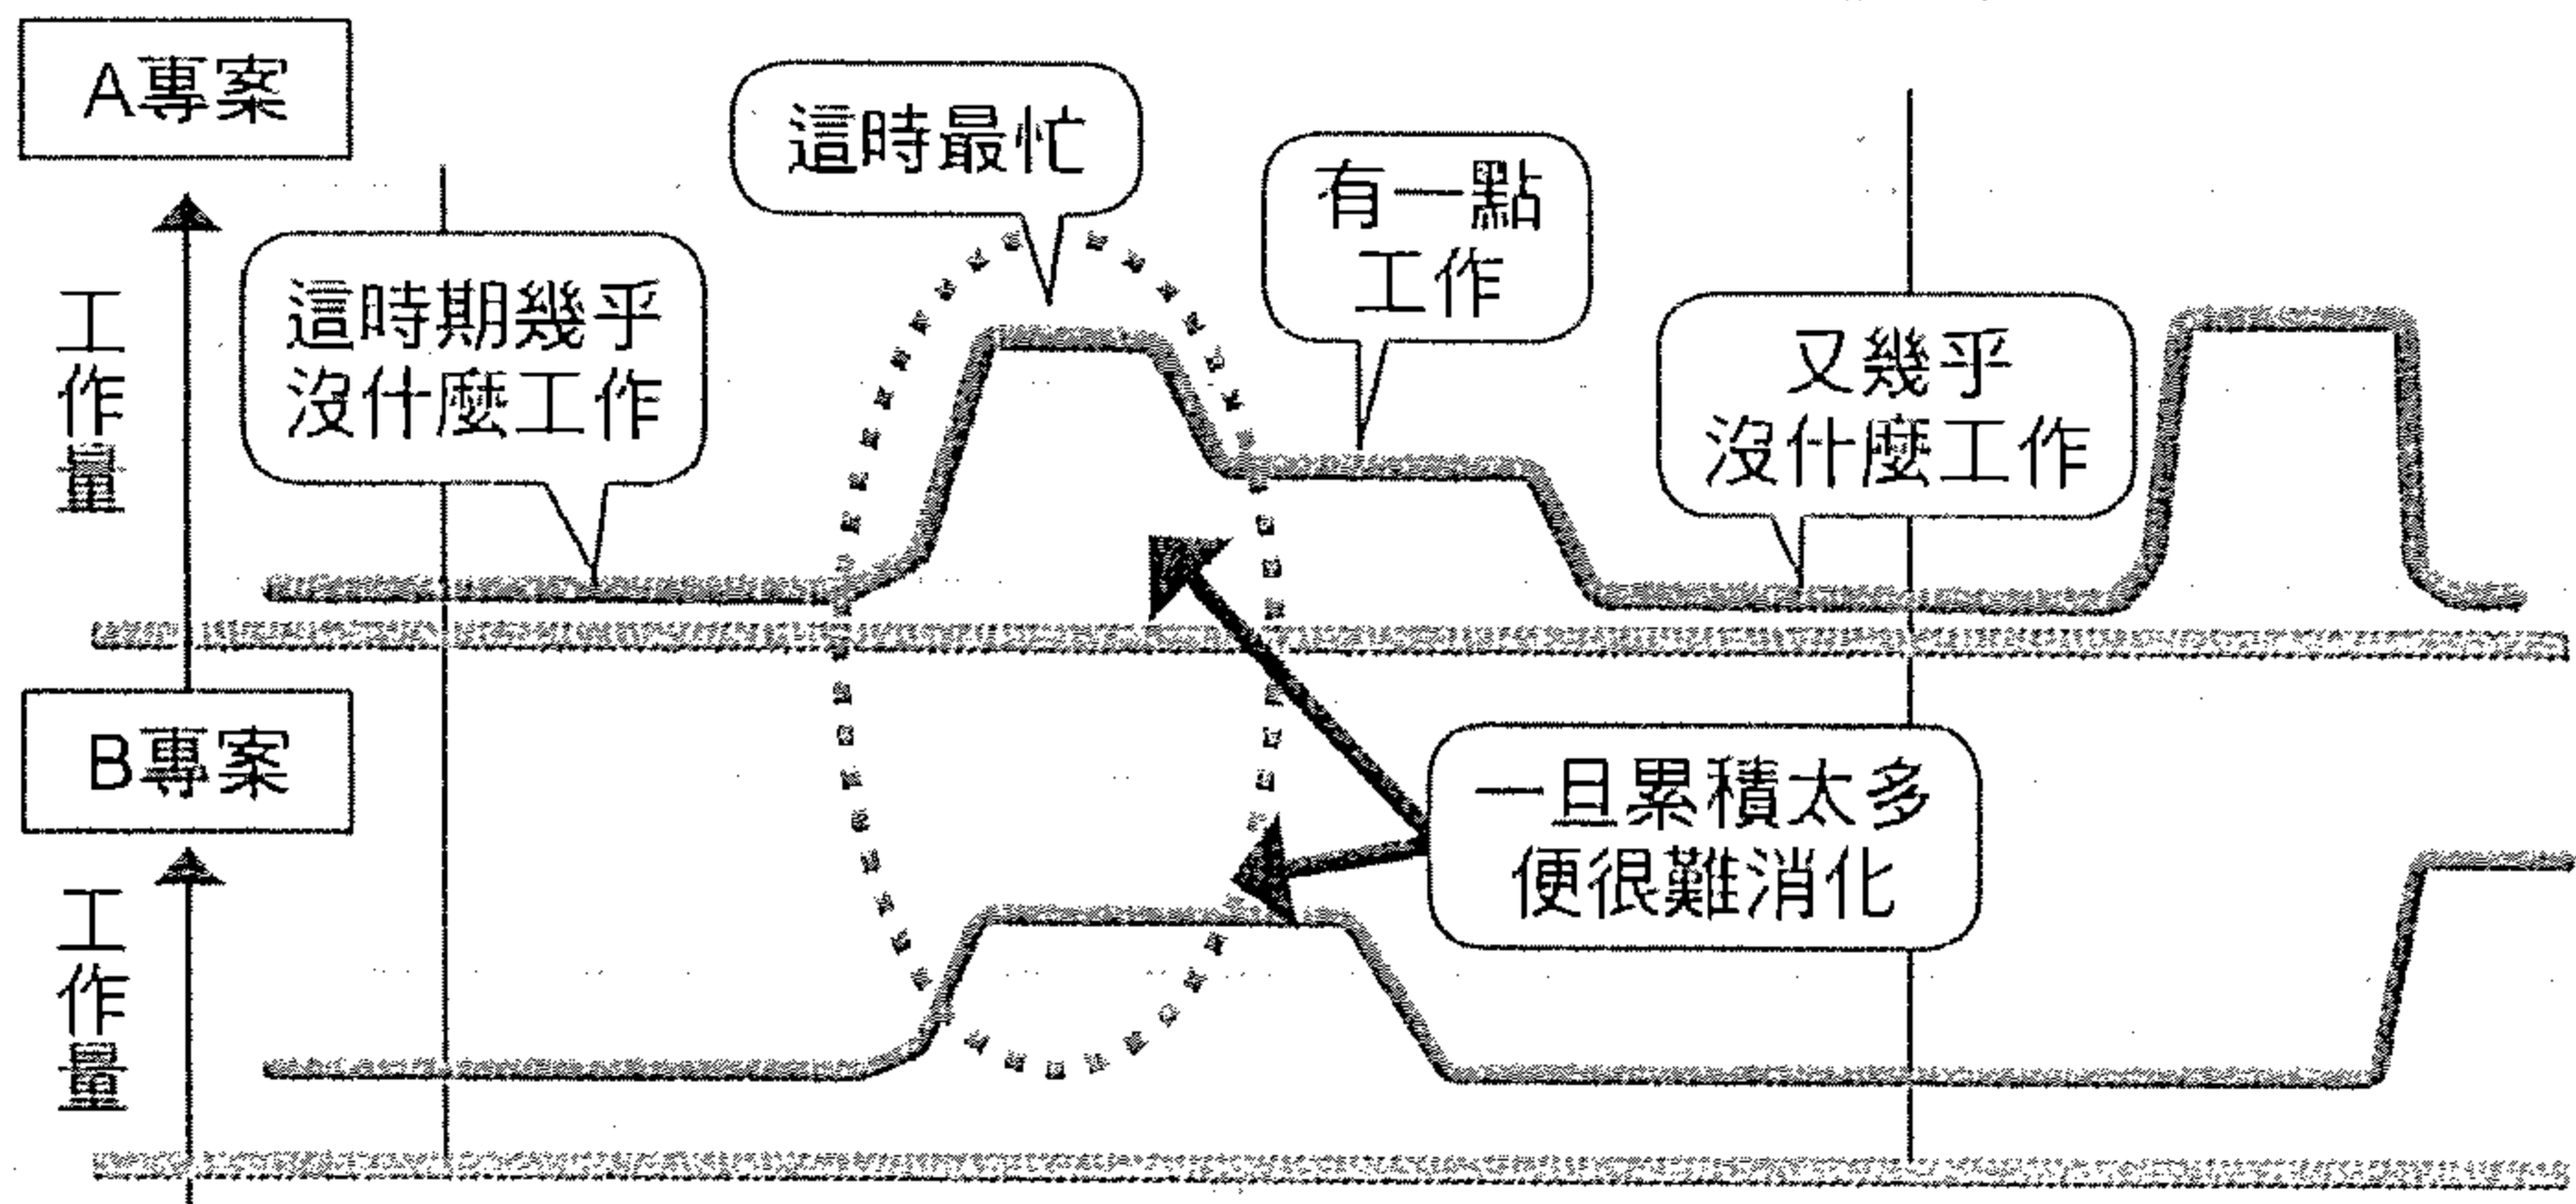 A專案
這時最忙
有一點
工作
這時期幾乎
沒什麼工作
又幾乎
沒什麼工作
工作量
B專案
一旦累積太多
便很難消化
工作量